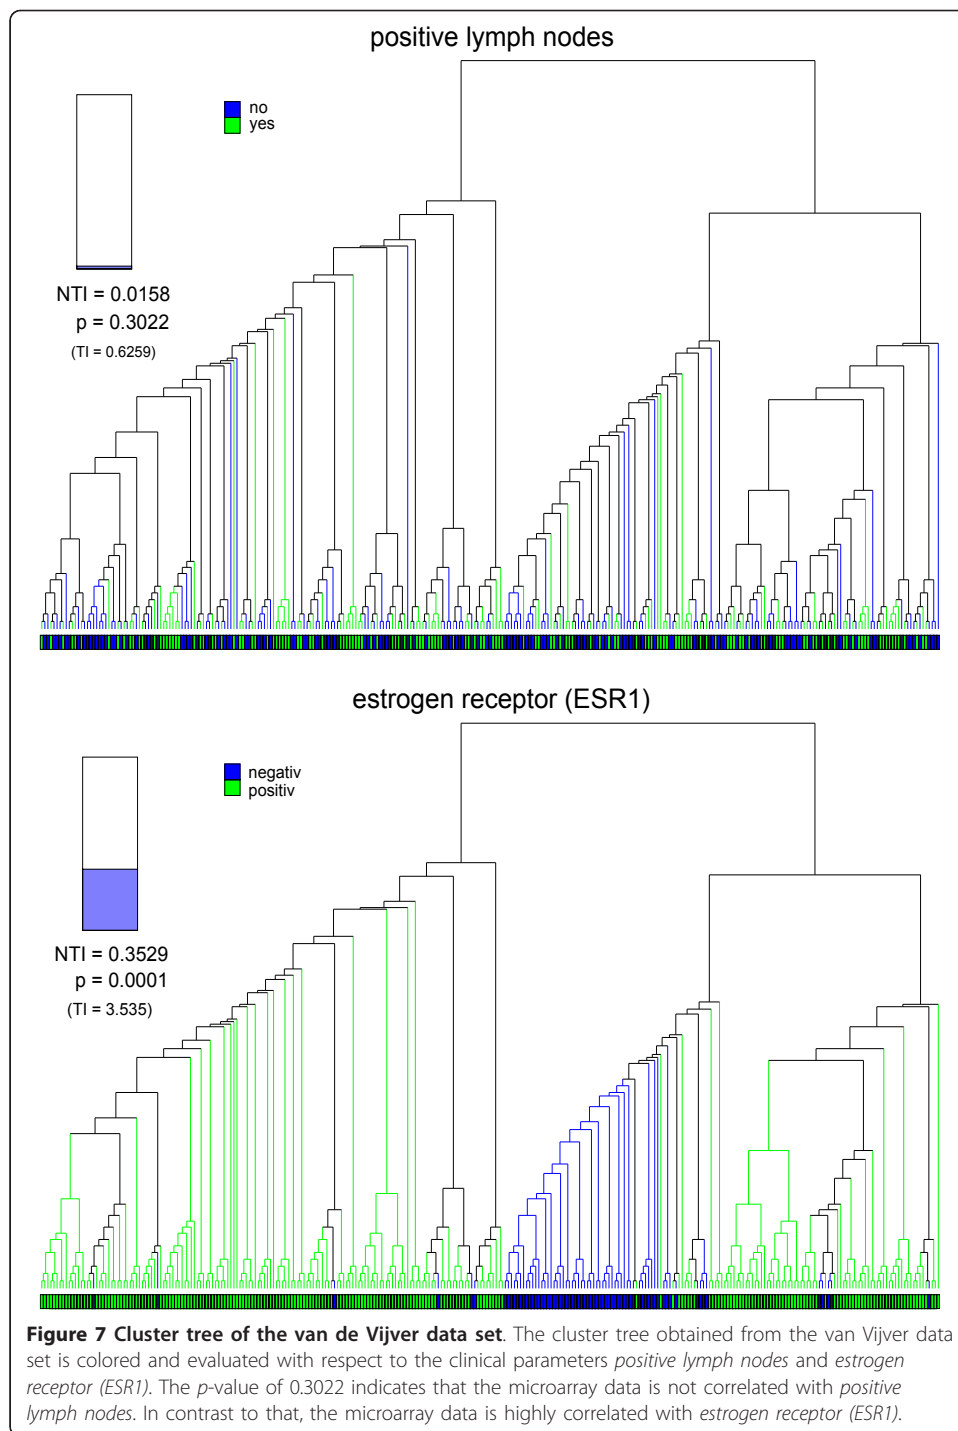 positive lymph nodes
no
yes
NTI = 0.0158
p = 0.3022
(TI = 0.6259)
estrogen receptor (ESR1)
negativ
positiv
NTI = 0.3529
p = 0.0001
(TI = 3.535)
Figure 7 Cluster tree of the van de Vijver data set. The cluster tree obtained from the van Vijver data
set is colored and evaluated with respect to the clinical parameters positive lymph nodes and estrogen
receptor (ESR1). The p-value of 0.3022 indicates that the microarray data is not correlated with positive
lymph nodes. In contrast to that, the microarray data is highly correlated with estrogen receptor (ESR1).